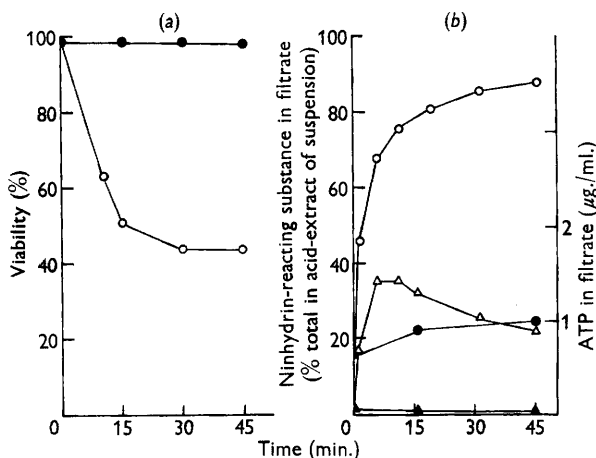 (a)
(b)
Viability (%)
100
80
60
40
20
0
15
30
45
Ninhydrin-reacting substance in filtrate
(% total in acid-extract of suspension)
100
80
60
40
20
0
15
30
45
2
1
ATP in filtrate (μg./ml.)
Time (min.)